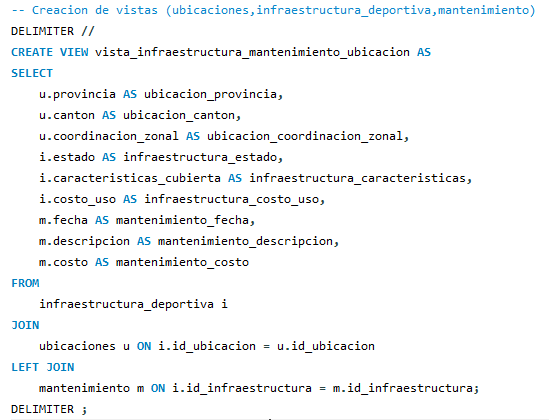 -- Creacion de vistas (ubicaciones,infraestructura_deportiva,mantenimiento)
DELIMITER //
CREATE VIEW vista_infraestructura_mantenimiento_ubicacion AS
SELECT
    u.provincia AS ubicacion_provincia,
    u.canton AS ubicacion_canton,
    u.coordinacion_zonal AS ubicacion_coordinacion_zonal,
    i.estado AS infraestructura_estado,
    i.caracteristicas_cubierta AS infraestructura_caracteristicas,
    i.costo_uso AS infraestructura_costo_uso,
    m.fecha AS mantenimiento_fecha,
    m.descripcion AS mantenimiento_descripcion,
    m.costo AS mantenimiento_costo
FROM
    infraestructura_deportiva i
JOIN
    ubicaciones u ON i.id_ubicacion = u.id_ubicacion
LEFT JOIN
    mantenimiento m ON i.id_infraestructura = m.id_infraestructura;
DELIMITER ;